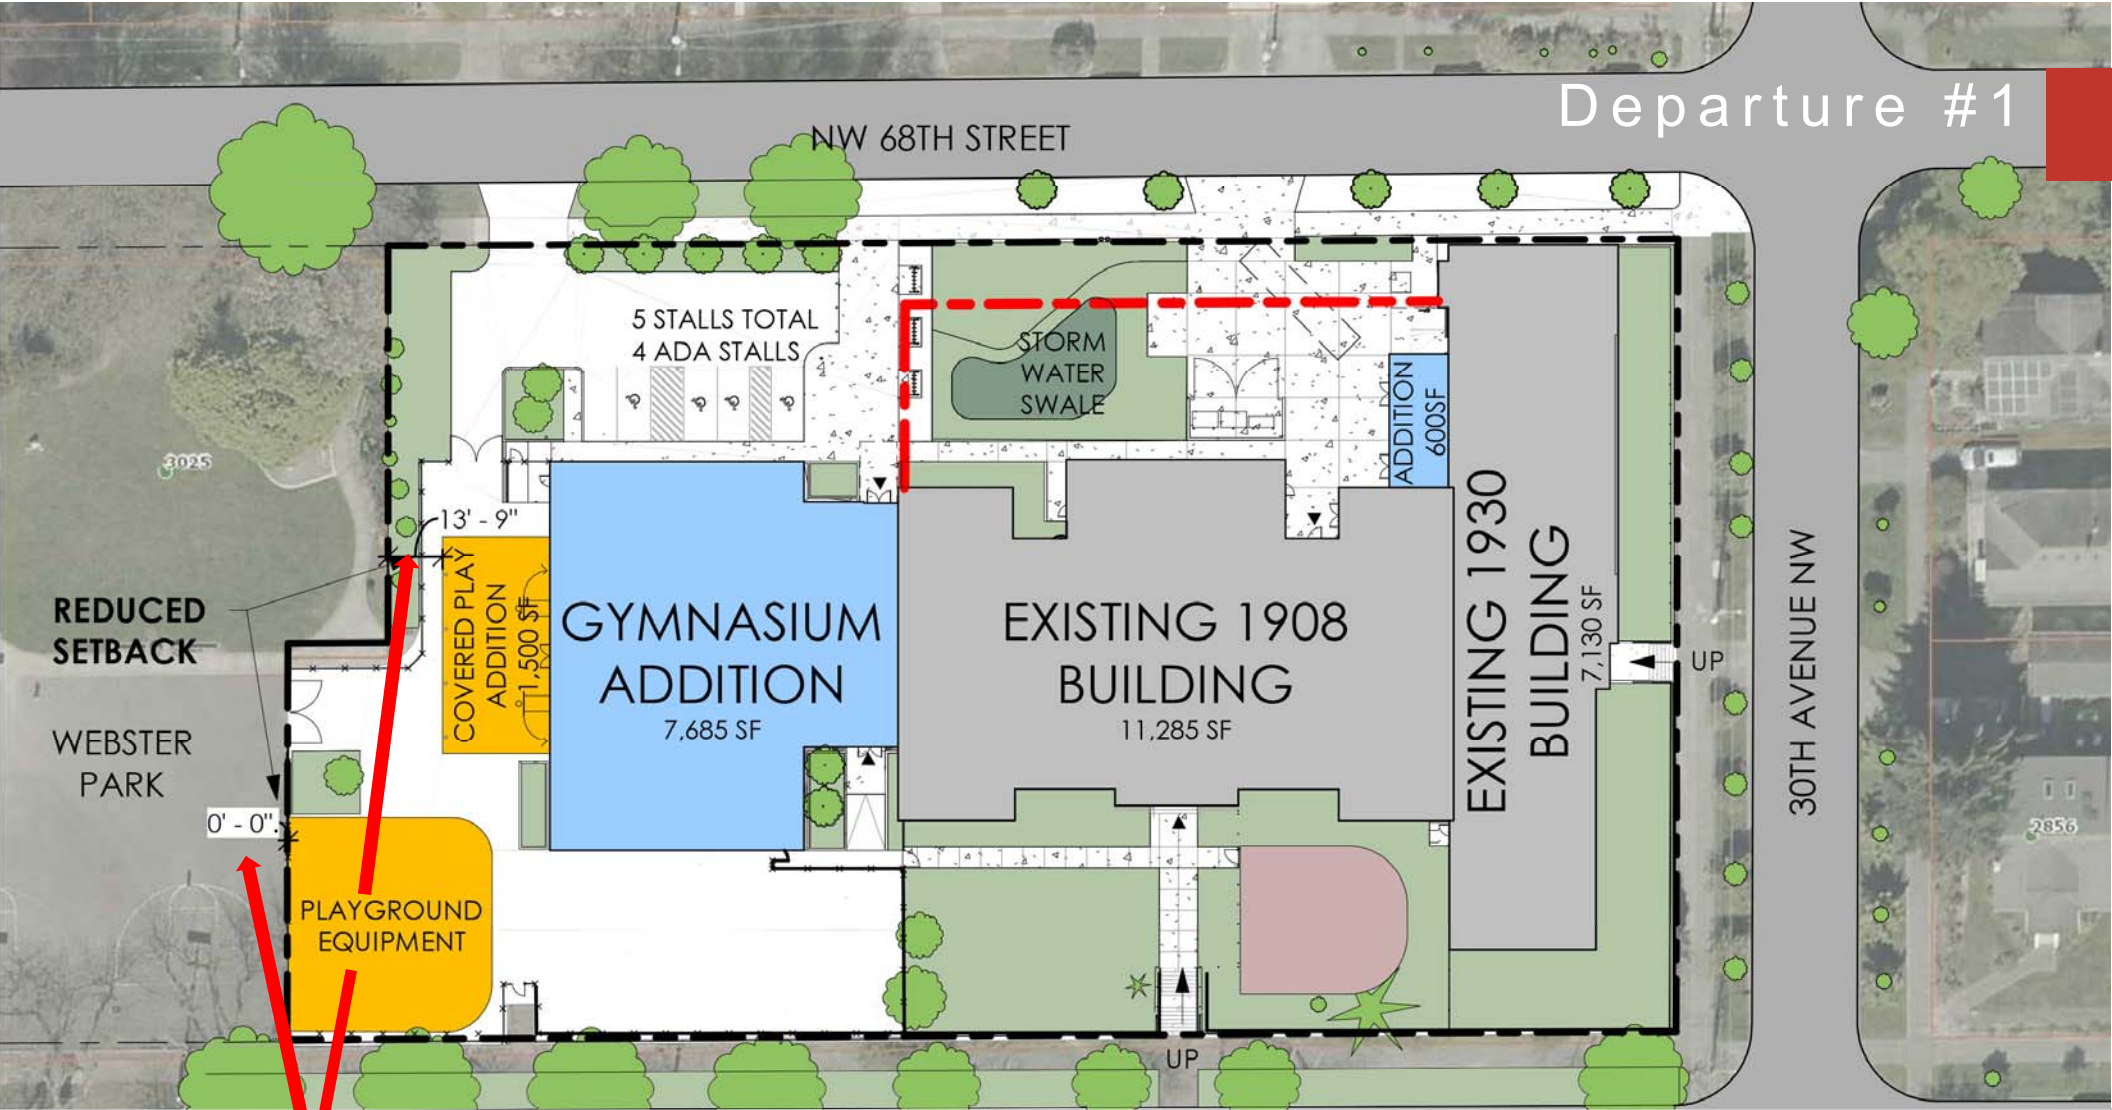 Departure #1
NW 68TH STREET
5 STALLS TOTAL
4 ADA STALLS
STORM
WATER
SWALE
ADDITION
600SF
3025
13' - 9"
REDUCED
SETBACK
COVERED PLAY
ADDITION
1,500 SF
GYMNASIUM
ADDITION
7,685 SF
EXISTING 1908
BUILDING
11,285 SF
EXISTING 1930
BUILDING
7,130 SF
UP
30TH AVENUE NW
WEBSTER
PARK
0' - 0"
2856
PLAYGROUND
EQUIPMENT
UP